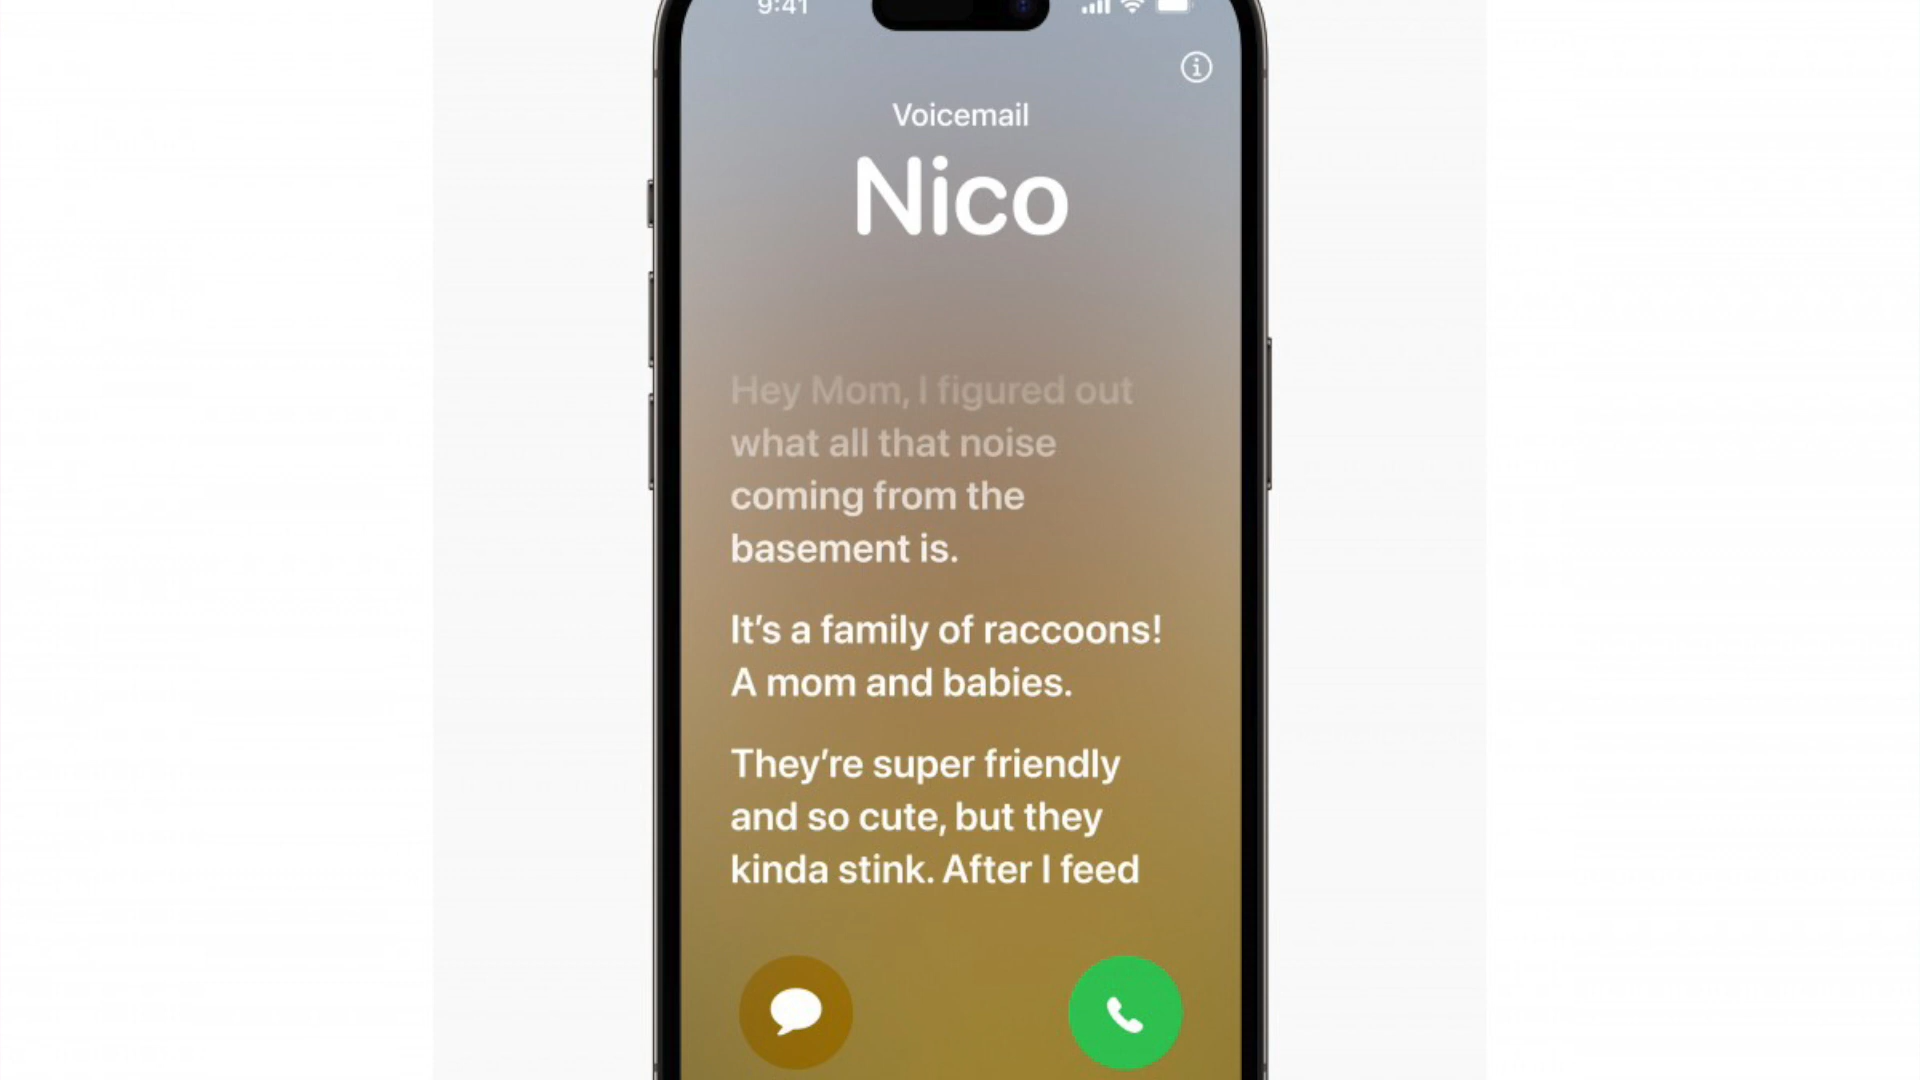 9:41
Voicemail
Nico
Hey Mom, I figured out
what all that noise
coming from the
basement is.
It’s a family of raccoons!
A mom and babies.
They’re super friendly
and so cute, but they
kinda stink. After I feed